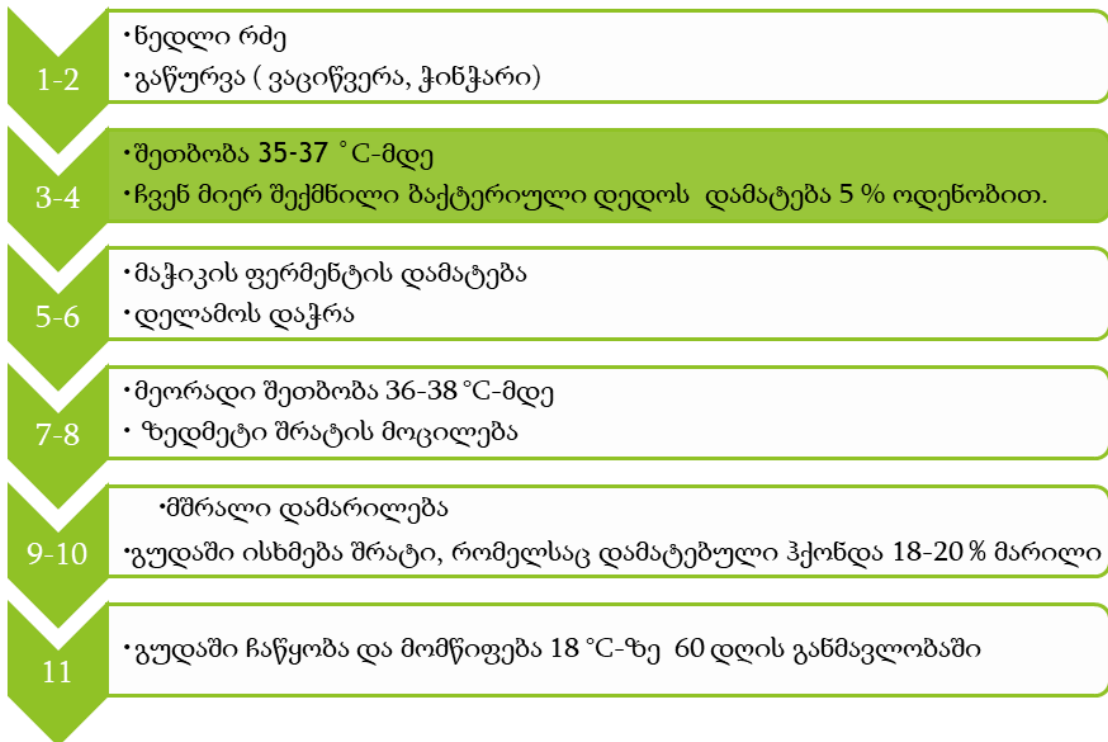 1-2
•ნედლი რძე
•გაწურვა ( ვაციწვერა, ჭინჭარი)
3-4
•შეთბობა 35-37 ˚C-მდე
•ჩვენ მიერ შექმნილი ბაქტერიული დედოს დამატება 5 % ოდენობით.
5-6
•მაჭიკის ფერმენტის დამატება
•დელამოს დაჭრა
7-8
•მეორადი შეთბობა 36-38 °C-მდე
• ზედმეტი შრატის მოცილება
9-10
•მშრალი დამარილება
•გუდაში ისხმება შრატი, რომელსაც დამატებული ჰქონდა 18-20 % მარილი
11
•გუდაში ჩაწყობა და მომწიფება 18 °C-ზე 60 დღის განმავლობაში